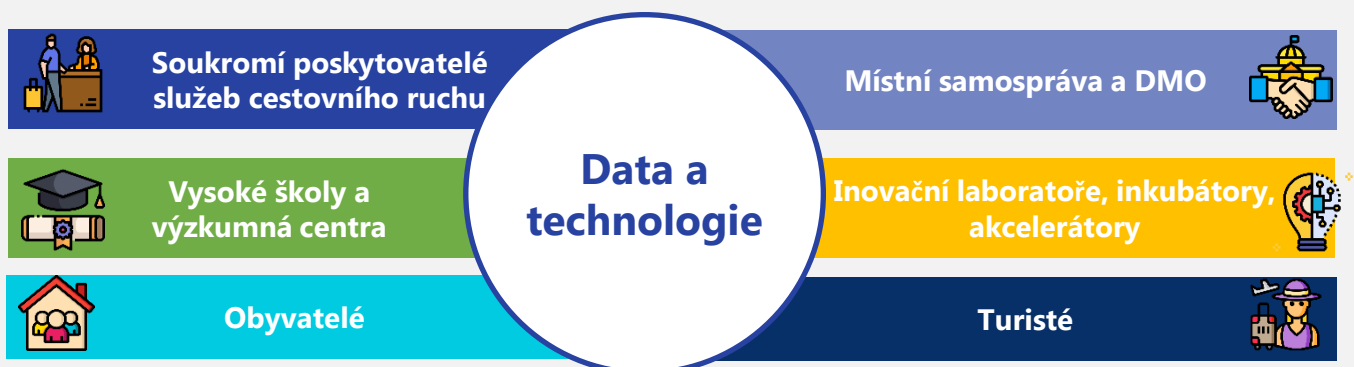 Soukromí poskytovatelé
služeb cestovního ruchu
Místní samospráva a DMO
Data a
technologie
Vysoké školy a
výzkumná centra
Inovační laboratoře, inkubátory,
akcelerátory
Obyvatelé
Turisté